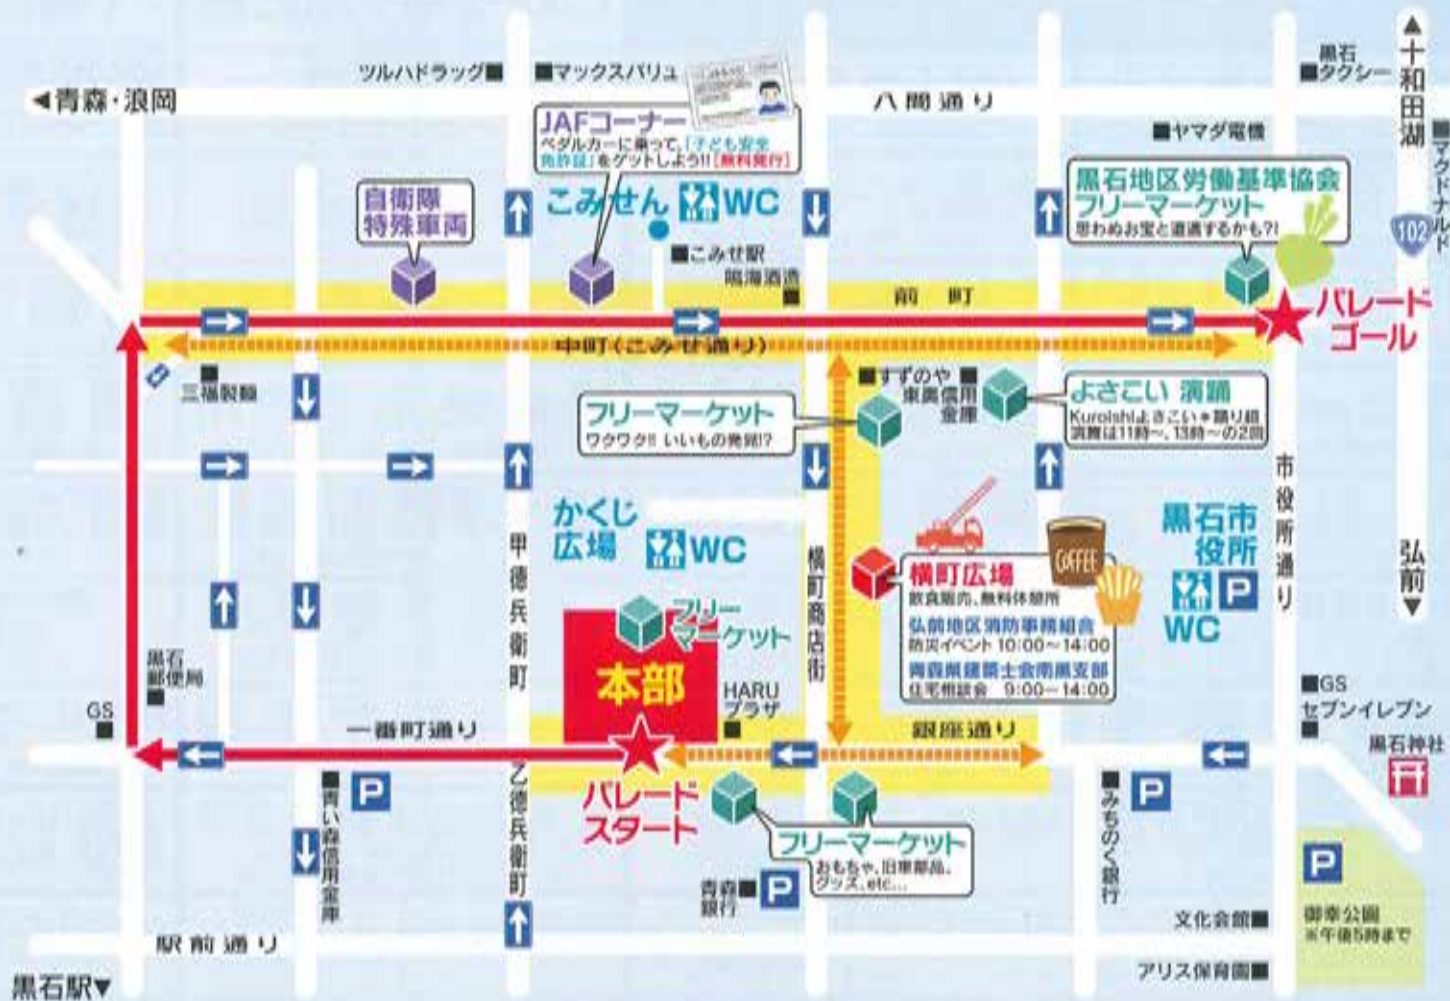 ツルハドラッグ■
■マックスバリュ
◀青森・浪岡
八間通り
黒石
■タクシー
▲十和田湖
■マクドナルド
■ヤマダ電機
JAFコーナー
ペダルカーに乗って、「子ども安全
免許証」をゲットしよう!!【無料発行】
自衛隊
特殊車両
こみせん WC
黒石地区労働基準協会
フリーマーケット
思わぬお宝と遭遇するかも?!
102
■こみせ駅
鳴海酒造
■
前町
パレード
ゴール
中町(こみせ通り)
■
三福製麺
■すずのや
■
東奥信用
金庫
フリーマーケット
ワクワク!! いいもの発見!?
よさこい 演踊
Kuroishiよさこい*踊り組
演舞は11時〜、13時〜の2回
かくじ
広場 WC
甲徳兵衛町
横町商店街
COFFEE
横町広場
飲食販売、無料休憩所
弘前地区消防事務組合
防災イベント 10:00〜14:00
青森県建築士会南黒支部
住宅相談会 9:00〜14:00
黒石市
役所
P
WC
市役所通り
弘前▼
フリー
マーケット
本部
HARU
プラザ
■
黒石
郵便局
■
GS
■
一番町通り
銀座通り
■GS
セブンイレブン
■
黒石神社
■青い森信用金庫
P
乙徳兵衛町
パレード
スタート
フリーマーケット
おもちゃ、旧車部品、
グッズ、etc...
青森■
銀行
P
■みちのく銀行
P
P
御幸公園
※午後5時まで
文化会館■
アリス保育園■
駅前通り
黒石駅▼